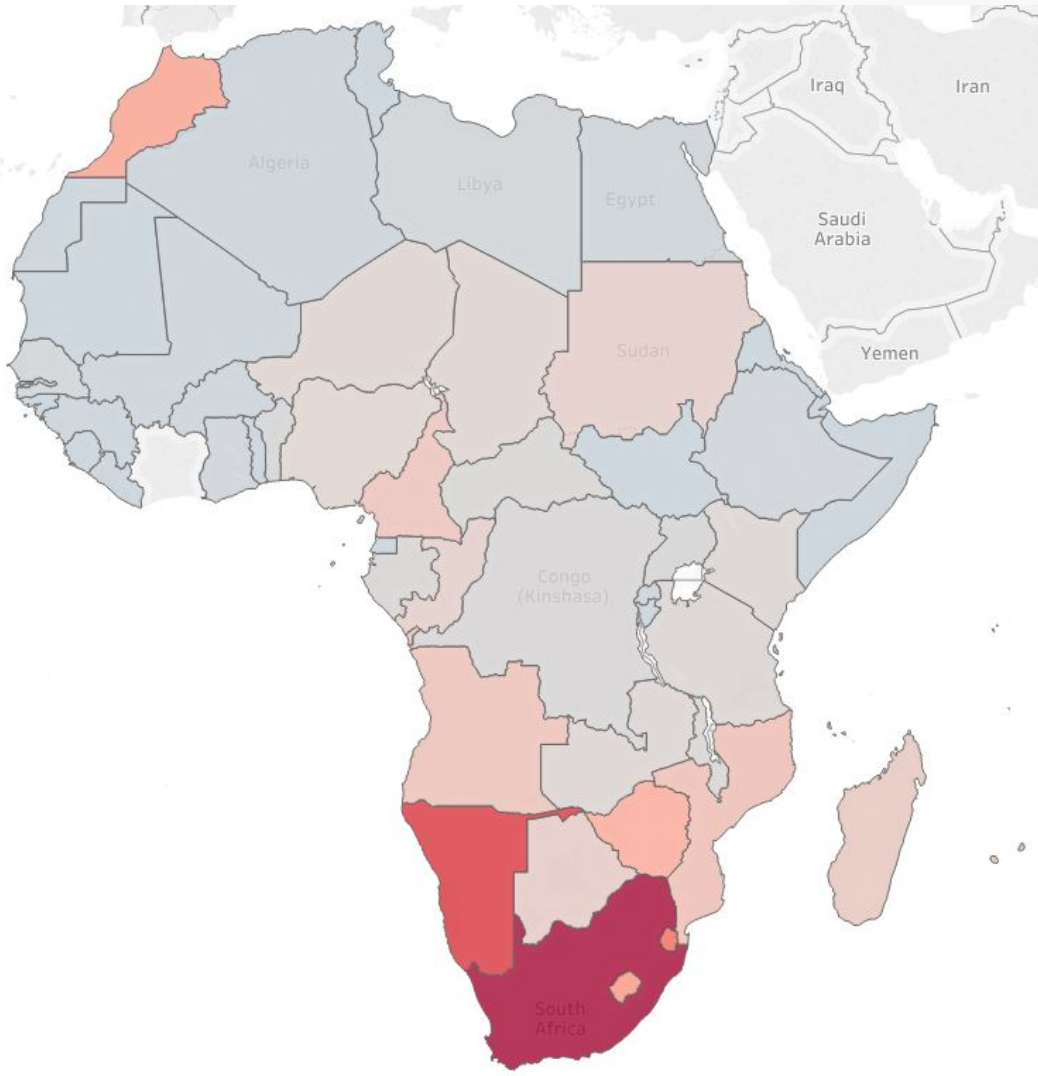 Iraq
Iran
Algeria
Libya
Egypt
Saudi
Arabia
Sudan
Yemen
Congo
(Kinshasa)
South
Africa